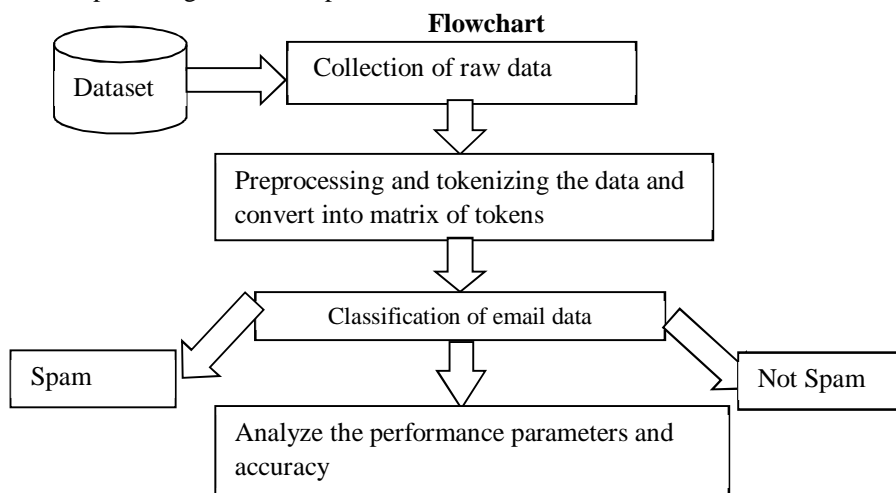 Flowchart
Dataset
Collection of raw data
Preprocessing and tokenizing the data and
convert into matrix of tokens
Classification of email data
Spam
Not Spam
Analyze the performance parameters and
accuracy